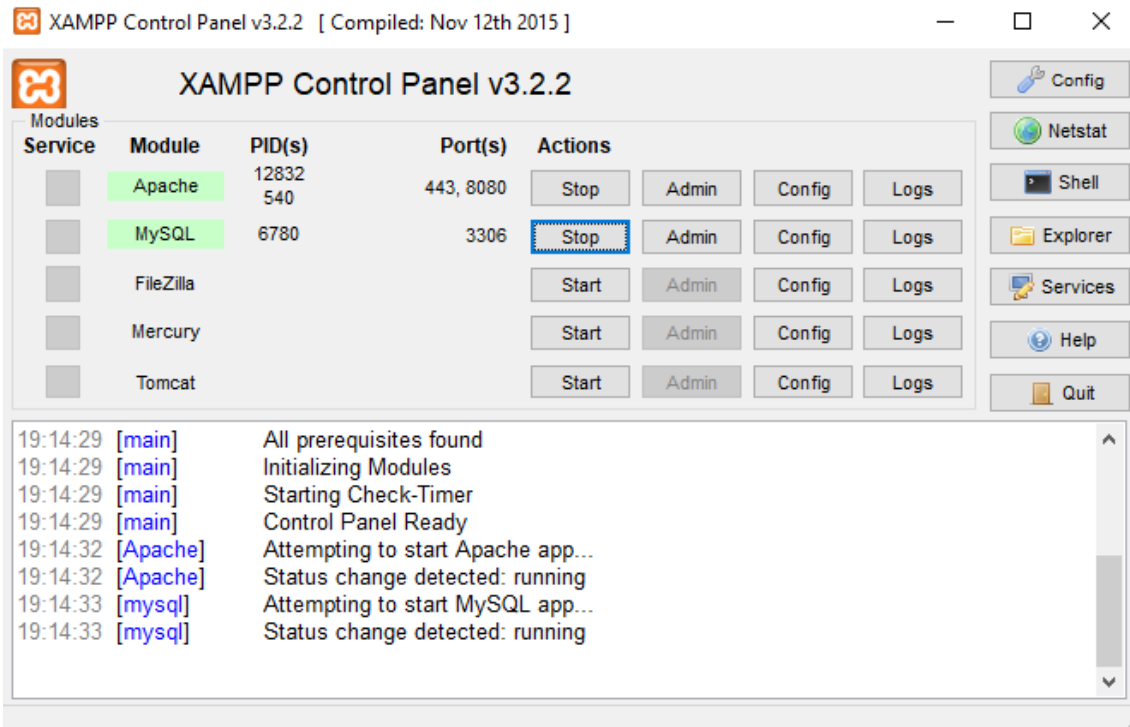 XAMPP Control Panel v3.2.2 [ Compiled: Nov 12th 2015 ]
XAMPP Control Panel v3.2.2
Config
Modules
Service Module PID(s) Port(s) Actions
Netstat
Apache 12832 540 443, 8080 Stop Admin Config Logs
Shell
MySQL 6780 3306 Stop Admin Config Logs
Explorer
FileZilla Start Admin Config Logs
Services
Mercury Start Admin Config Logs
Help
Tomcat Start Admin Config Logs
Quit
19:14:29 [main] All prerequisites found
19:14:29 [main] Initializing Modules
19:14:29 [main] Starting Check-Timer
19:14:29 [main] Control Panel Ready
19:14:32 [Apache] Attempting to start Apache app...
19:14:32 [Apache] Status change detected: running
19:14:33 [mysql] Attempting to start MySQL app...
19:14:33 [mysql] Status change detected: running